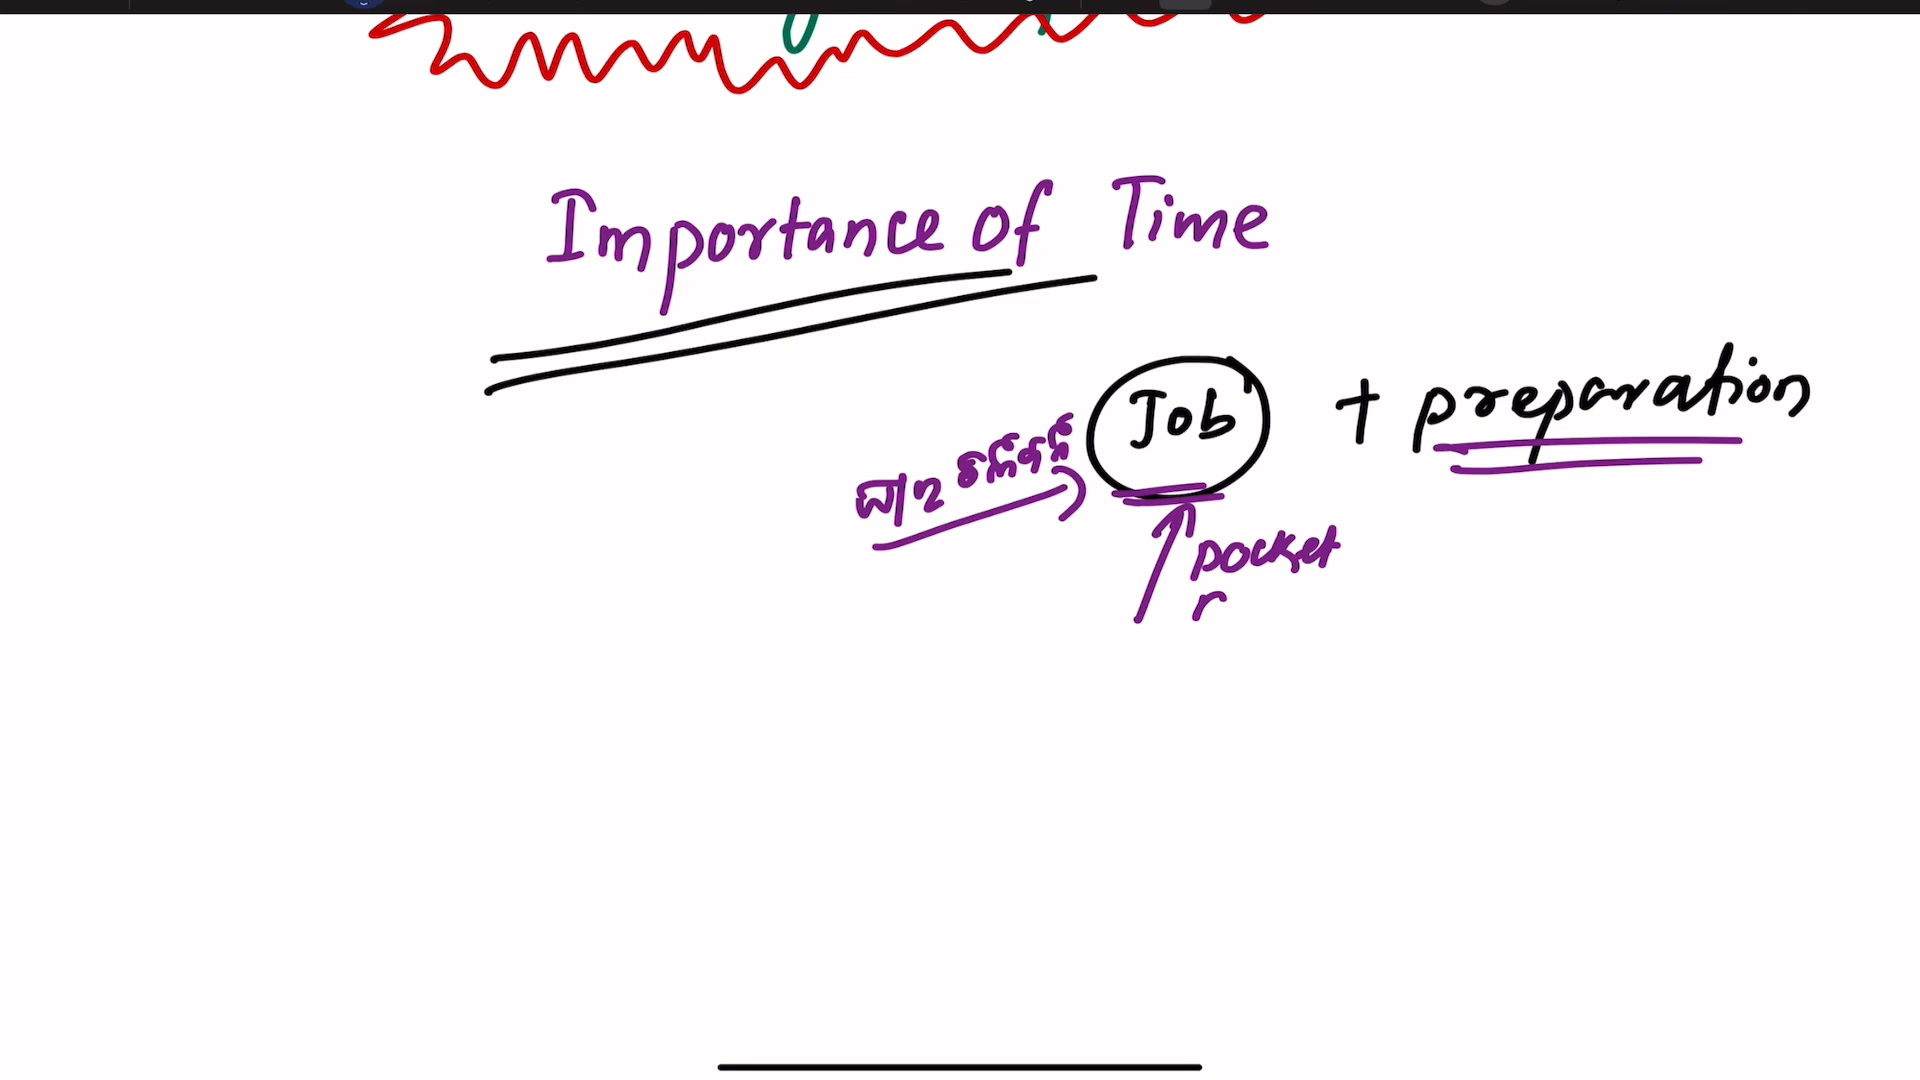 Importance of Time
Job + preparation
pocket
r